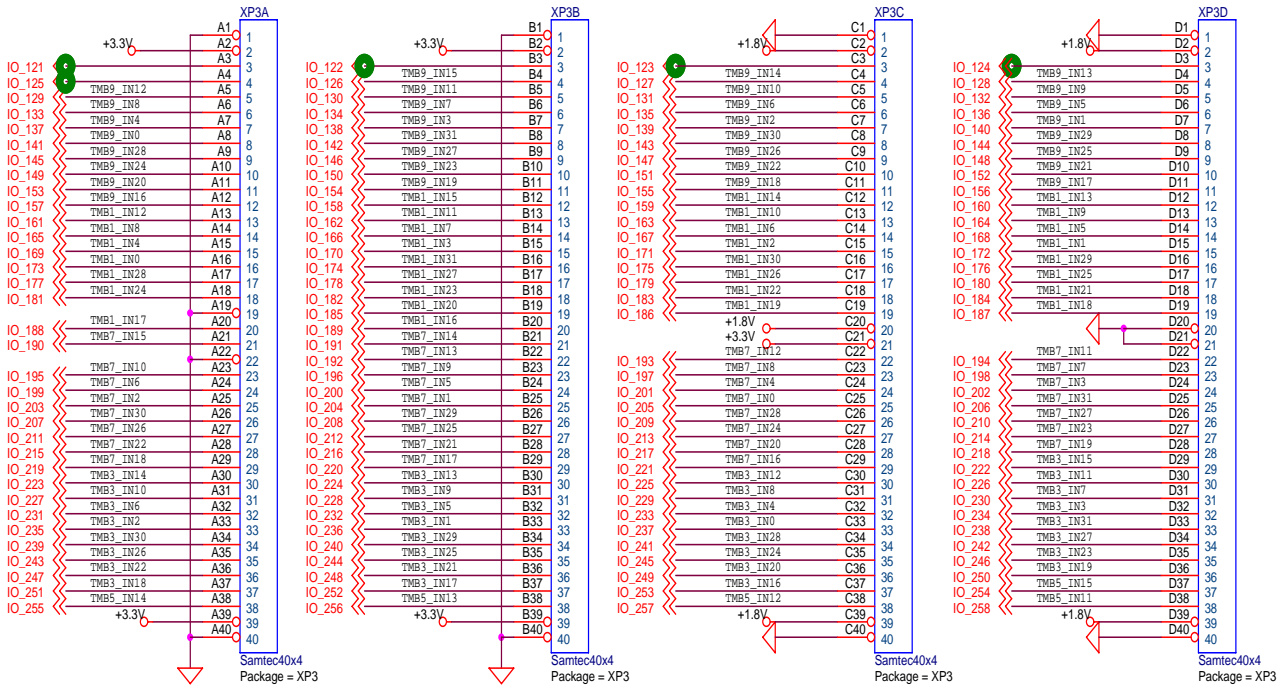 XP3A
A1 1
+3.3V A2 2
IO_121 A3 3
IO_125 A4 4
IO_129 TMB9_IN12 A5 5
IO_133 TMB9_IN8 A6 6
IO_137 TMB9_IN4 A7 7
IO_141 TMB9_IN0 A8 8
IO_145 TMB9_IN28 A9 9
IO_149 TMB9_IN24 A10 10
IO_153 TMB9_IN20 A11 11
IO_157 TMB9_IN16 A12 12
IO_161 TMB1_IN12 A13 13
IO_165 TMB1_IN8 A14 14
IO_169 TMB1_IN4 A15 15
IO_173 TMB1_IN0 A16 16
IO_177 TMB1_IN28 A17 17
IO_181 TMB1_IN24 A18 18
A19 19
IO_188 TMB1_IN17 A20 20
IO_190 TMB7_IN15 A21 21
A22 22
IO_195 TMB7_IN10 A23 23
IO_199 TMB7_IN6 A24 24
IO_203 TMB7_IN2 A25 25
IO_207 TMB7_IN30 A26 26
IO_211 TMB7_IN26 A27 27
IO_215 TMB7_IN22 A28 28
IO_219 TMB7_IN18 A29 29
IO_223 TMB3_IN14 A30 30
IO_227 TMB3_IN10 A31 31
IO_231 TMB3_IN6 A32 32
IO_235 TMB3_IN2 A33 33
IO_239 TMB3_IN30 A34 34
IO_243 TMB3_IN26 A35 35
IO_247 TMB3_IN22 A36 36
IO_251 TMB3_IN18 A37 37
IO_255 TMB5_IN14 A38 38
+3.3V A39 39
A40 40
Samtec40x4
Package = XP3
XP3B
B1 1
+3.3V B2 2
IO_122 B3 3
IO_126 TMB9_IN15 B4 4
IO_130 TMB9_IN11 B5 5
IO_134 TMB9_IN7 B6 6
IO_138 TMB9_IN3 B7 7
IO_142 TMB9_IN31 B8 8
IO_146 TMB9_IN27 B9 9
IO_150 TMB9_IN23 B10 10
IO_154 TMB9_IN19 B11 11
IO_158 TMB1_IN15 B12 12
IO_162 TMB1_IN11 B13 13
IO_166 TMB1_IN7 B14 14
IO_170 TMB1_IN3 B15 15
IO_174 TMB1_IN31 B16 16
IO_178 TMB1_IN27 B17 17
IO_182 TMB1_IN23 B18 18
IO_185 TMB1_IN20 B19 19
IO_189 TMB1_IN16 B20 20
IO_191 TMB7_IN14 B21 21
IO_192 TMB7_IN13 B22 22
IO_196 TMB7_IN9 B23 23
IO_200 TMB7_IN5 B24 24
IO_204 TMB7_IN1 B25 25
IO_208 TMB7_IN29 B26 26
IO_212 TMB7_IN25 B27 27
IO_216 TMB7_IN21 B28 28
IO_220 TMB7_IN17 B29 29
IO_224 TMB3_IN13 B30 30
IO_228 TMB3_IN9 B31 31
IO_232 TMB3_IN5 B32 32
IO_236 TMB3_IN1 B33 33
IO_240 TMB3_IN29 B34 34
IO_244 TMB3_IN25 B35 35
IO_248 TMB3_IN21 B36 36
IO_252 TMB3_IN17 B37 37
IO_256 TMB5_IN13 B38 38
+3.3V B39 39
B40 40
Samtec40x4
Package = XP3
XP3C
C1 1
+1.8V C2 2
IO_123 C3 3
IO_127 TMB9_IN14 C4 4
IO_131 TMB9_IN10 C5 5
IO_135 TMB9_IN6 C6 6
IO_139 TMB9_IN2 C7 7
IO_143 TMB9_IN30 C8 8
IO_147 TMB9_IN26 C9 9
IO_151 TMB9_IN22 C10 10
IO_155 TMB9_IN18 C11 11
IO_159 TMB1_IN14 C12 12
IO_163 TMB1_IN10 C13 13
IO_167 TMB1_IN6 C14 14
IO_171 TMB1_IN2 C15 15
IO_175 TMB1_IN30 C16 16
IO_179 TMB1_IN26 C17 17
IO_183 TMB1_IN22 C18 18
IO_186 TMB1_IN19 C19 19
+1.8V C20 20
+3.3V C21 21
IO_193 TMB7_IN12 C22 22
IO_197 TMB7_IN8 C23 23
IO_201 TMB7_IN4 C24 24
IO_205 TMB7_IN0 C25 25
IO_209 TMB7_IN28 C26 26
IO_213 TMB7_IN24 C27 27
IO_217 TMB7_IN20 C28 28
IO_221 TMB7_IN16 C29 29
IO_225 TMB3_IN12 C30 30
IO_229 TMB3_IN8 C31 31
IO_233 TMB3_IN4 C32 32
IO_237 TMB3_IN0 C33 33
IO_241 TMB3_IN28 C34 34
IO_245 TMB3_IN24 C35 35
IO_249 TMB3_IN20 C36 36
IO_253 TMB3_IN16 C37 37
IO_257 TMB5_IN12 C38 38
+1.8V C39 39
C40 40
Samtec40x4
Package = XP3
XP3D
D1 1
+1.8V D2 2
IO_124 D3 3
IO_128 TMB9_IN13 D4 4
IO_132 TMB9_IN9 D5 5
IO_136 TMB9_IN5 D6 6
IO_140 TMB9_IN1 D7 7
IO_144 TMB9_IN29 D8 8
IO_148 TMB9_IN25 D9 9
IO_152 TMB9_IN21 D10 10
IO_156 TMB9_IN17 D11 11
IO_160 TMB1_IN13 D12 12
IO_164 TMB1_IN9 D13 13
IO_168 TMB1_IN5 D14 14
IO_172 TMB1_IN1 D15 15
IO_176 TMB1_IN29 D16 16
IO_180 TMB1_IN25 D17 17
IO_184 TMB1_IN21 D18 18
IO_187 TMB1_IN18 D19 19
D20 20
D21 21
IO_194 TMB7_IN11 D22 22
IO_198 TMB7_IN7 D23 23
IO_202 TMB7_IN3 D24 24
IO_206 TMB7_IN31 D25 25
IO_210 TMB7_IN27 D26 26
IO_214 TMB7_IN23 D27 27
IO_218 TMB7_IN19 D28 28
IO_222 TMB3_IN15 D29 29
IO_226 TMB3_IN11 D30 30
IO_230 TMB3_IN7 D31 31
IO_234 TMB3_IN3 D32 32
IO_238 TMB3_IN31 D33 33
IO_242 TMB3_IN27 D34 34
IO_246 TMB3_IN23 D35 35
IO_250 TMB3_IN19 D36 36
IO_254 TMB5_IN15 D37 37
IO_258 TMB5_IN11 D38 38
+1.8V D39 39
D40 40
Samtec40x4
Package = XP3